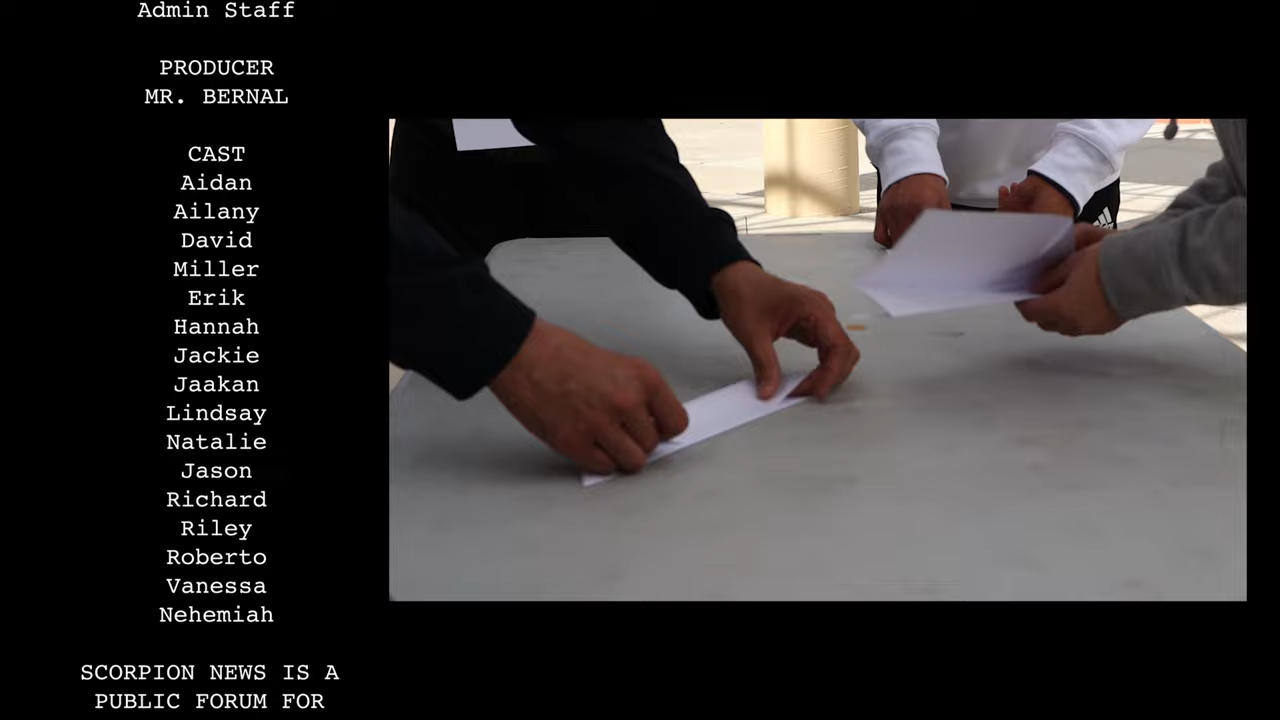 Admin Staff
PRODUCER
MR. BERNAL
CAST
Aidan
Ailany
David
Miller
Erik
Hannah
Jackie
Jaakan
Lindsay
Natalie
Jason
Richard
Riley
Roberto
Vanessa
Nehemiah
SCORPION NEWS IS A
PUBLIC FORUM FOR